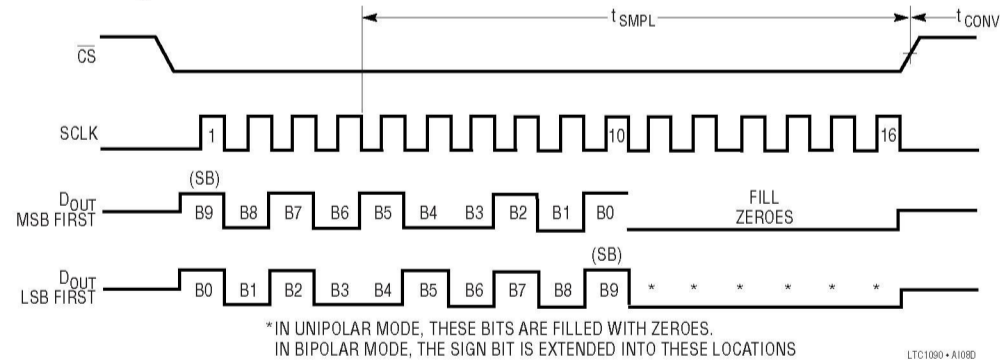 tSMPL tCONV
CS
SCLK 1 10 16
(SB)
DOUT
MSB FIRST B9 B8 B7 B6 B5 B4 B3 B2 B1 B0 FILL
ZEROES
(SB)
DOUT
LSB FIRST B0 B1 B2 B3 B4 B5 B6 B7 B8 B9 * * * * * *
*IN UNIPOLAR MODE, THESE BITS ARE FILLED WITH ZEROES.
IN BIPOLAR MODE, THE SIGN BIT IS EXTENDED INTO THESE LOCATIONS
LTC1090 • AI08D